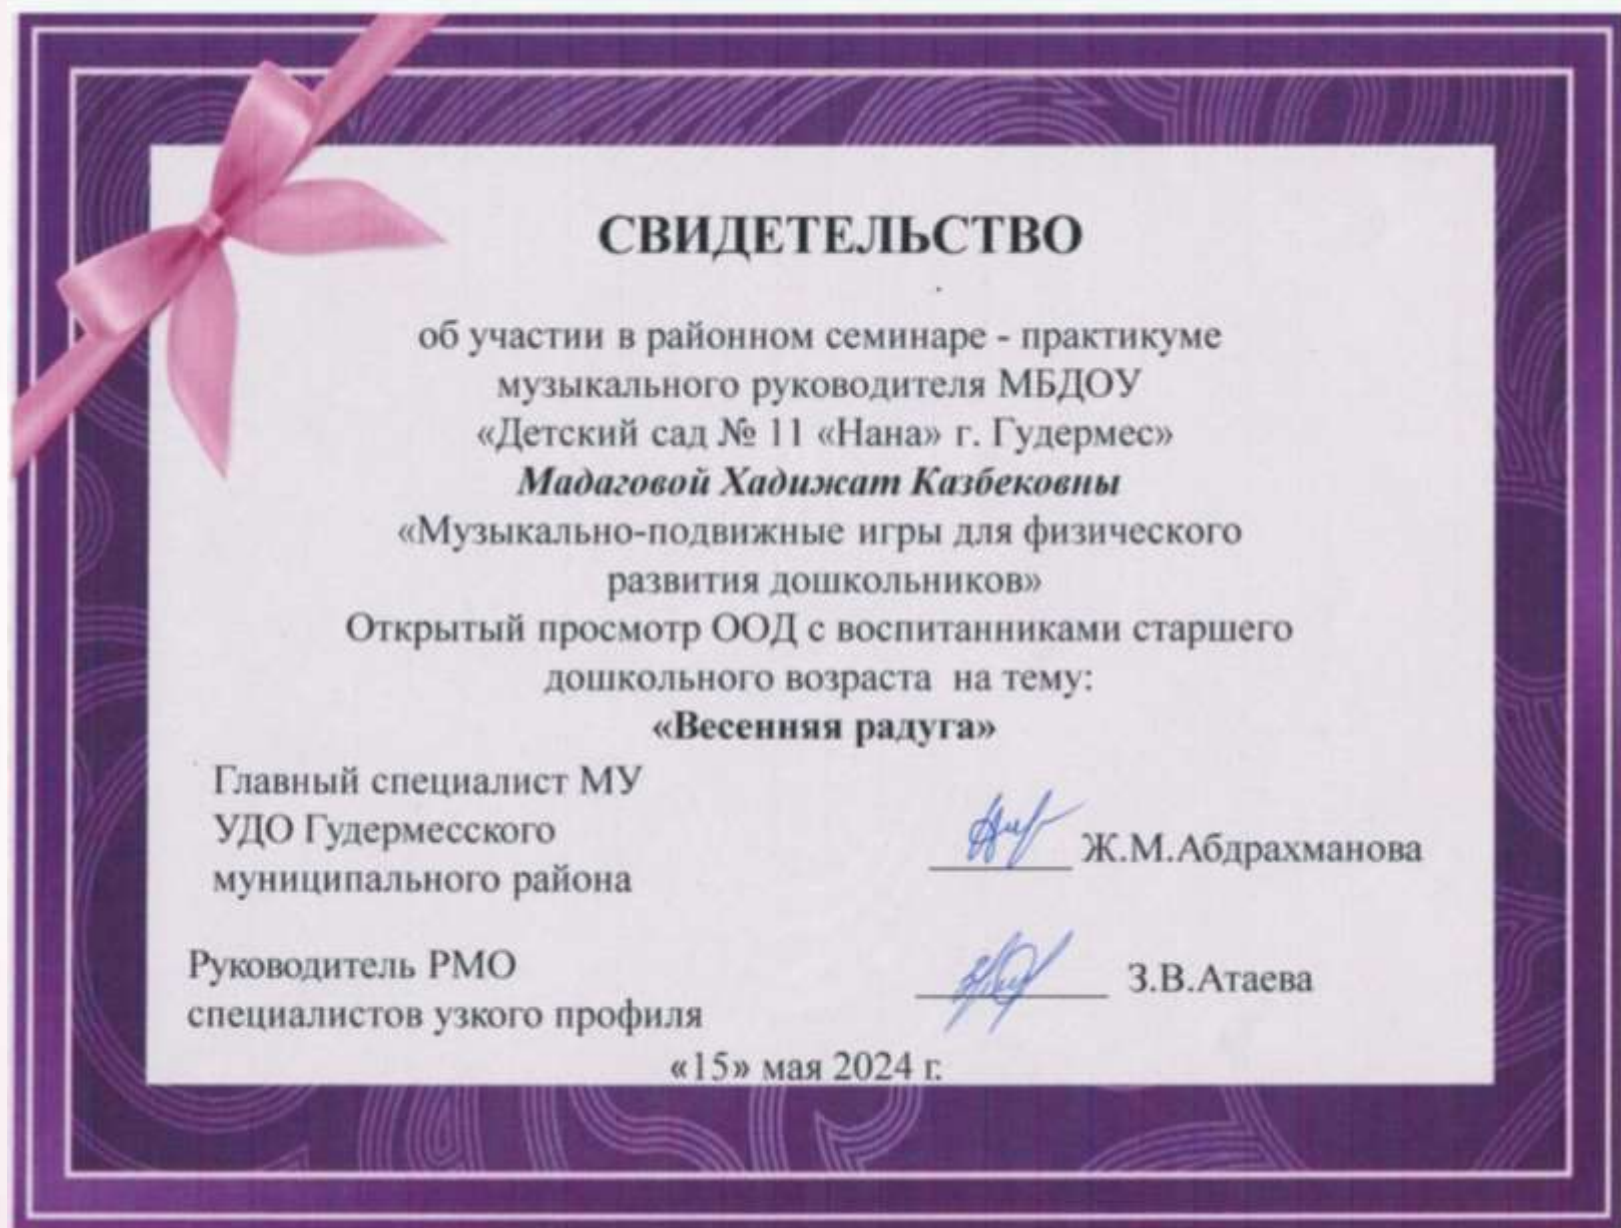 СВИДЕТЕЛЬСТВО
об участии в районном семинаре - практикуме
музыкального руководителя МБДОУ
«Детский сад № 11 «Нана» г. Гудермес»
Мадаговой Хадижат Казбековны
«Музыкально-подвижные игры для физического
развития дошкольников»
Открытый просмотр ООД с воспитанниками старшего
дошкольного возраста на тему:
«Весенняя радуга»
Главный специалист МУ
УДО Гудермесского
муниципального района
Ж.М.Абдрахманова
Руководитель РМО
специалистов узкого профиля
З.В.Атаева
«15» мая 2024 г.